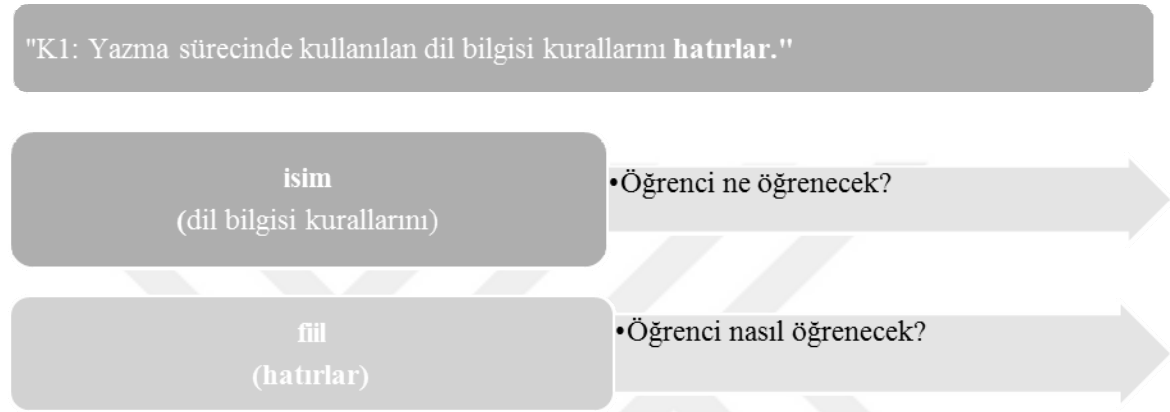 "K1: Yazma sürecinde kullanılan dil bilgisi kurallarını hatırlar."
isim
(dil bilgisi kurallarını)
•Öğrenci ne öğrenecek?
fiil
(hatırlar)
•Öğrenci nasıl öğrenecek?